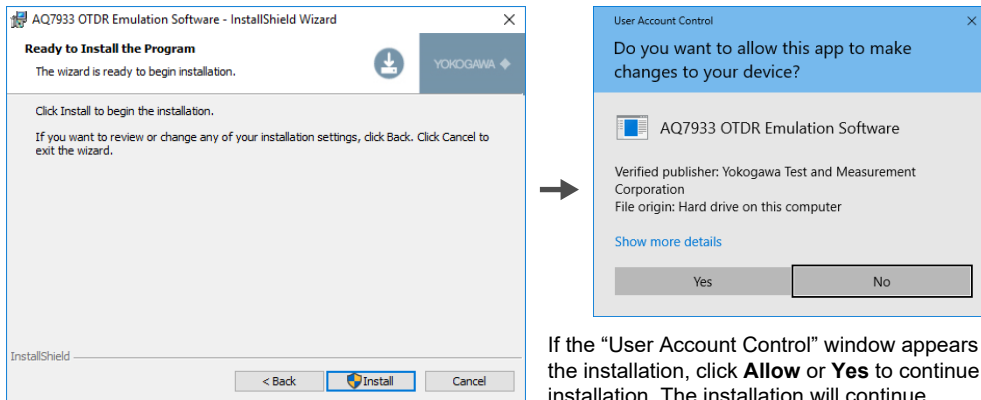 AQ7933 OTDR Emulation Software - InstallShield Wizard
Ready to Install the Program
The wizard is ready to begin installation.
YOKOGAWA
Click Install to begin the installation.
If you want to review or change any of your installation settings, click Back. Click Cancel to
exit the wizard.
InstallShield
< Back
Install
Cancel
User Account Control
Do you want to allow this app to make
changes to your device?
AQ7933 OTDR Emulation Software
Verified publisher: Yokogawa Test and Measurement
Corporation
File origin: Hard drive on this computer
Show more details
Yes
No
If the “User Account Control” window appears
the installation, click Allow or Yes to continue
installation. The installation will continue